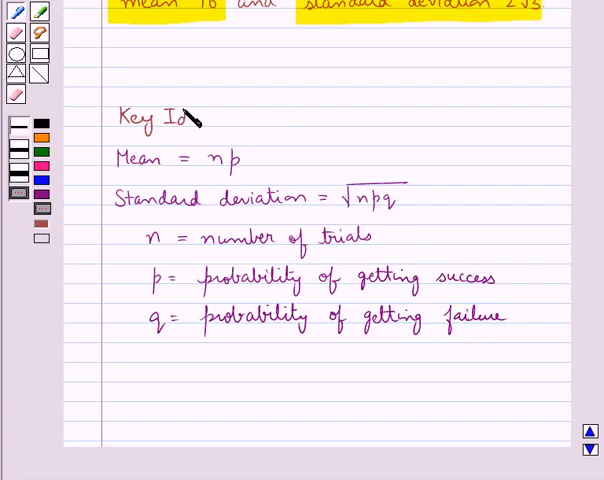 mean 16 and standard deviation 2√3.
Key Id
Mean = np
Standard deviation = √npq
n = number of trials
p = probability of getting success
q = probability of getting failure